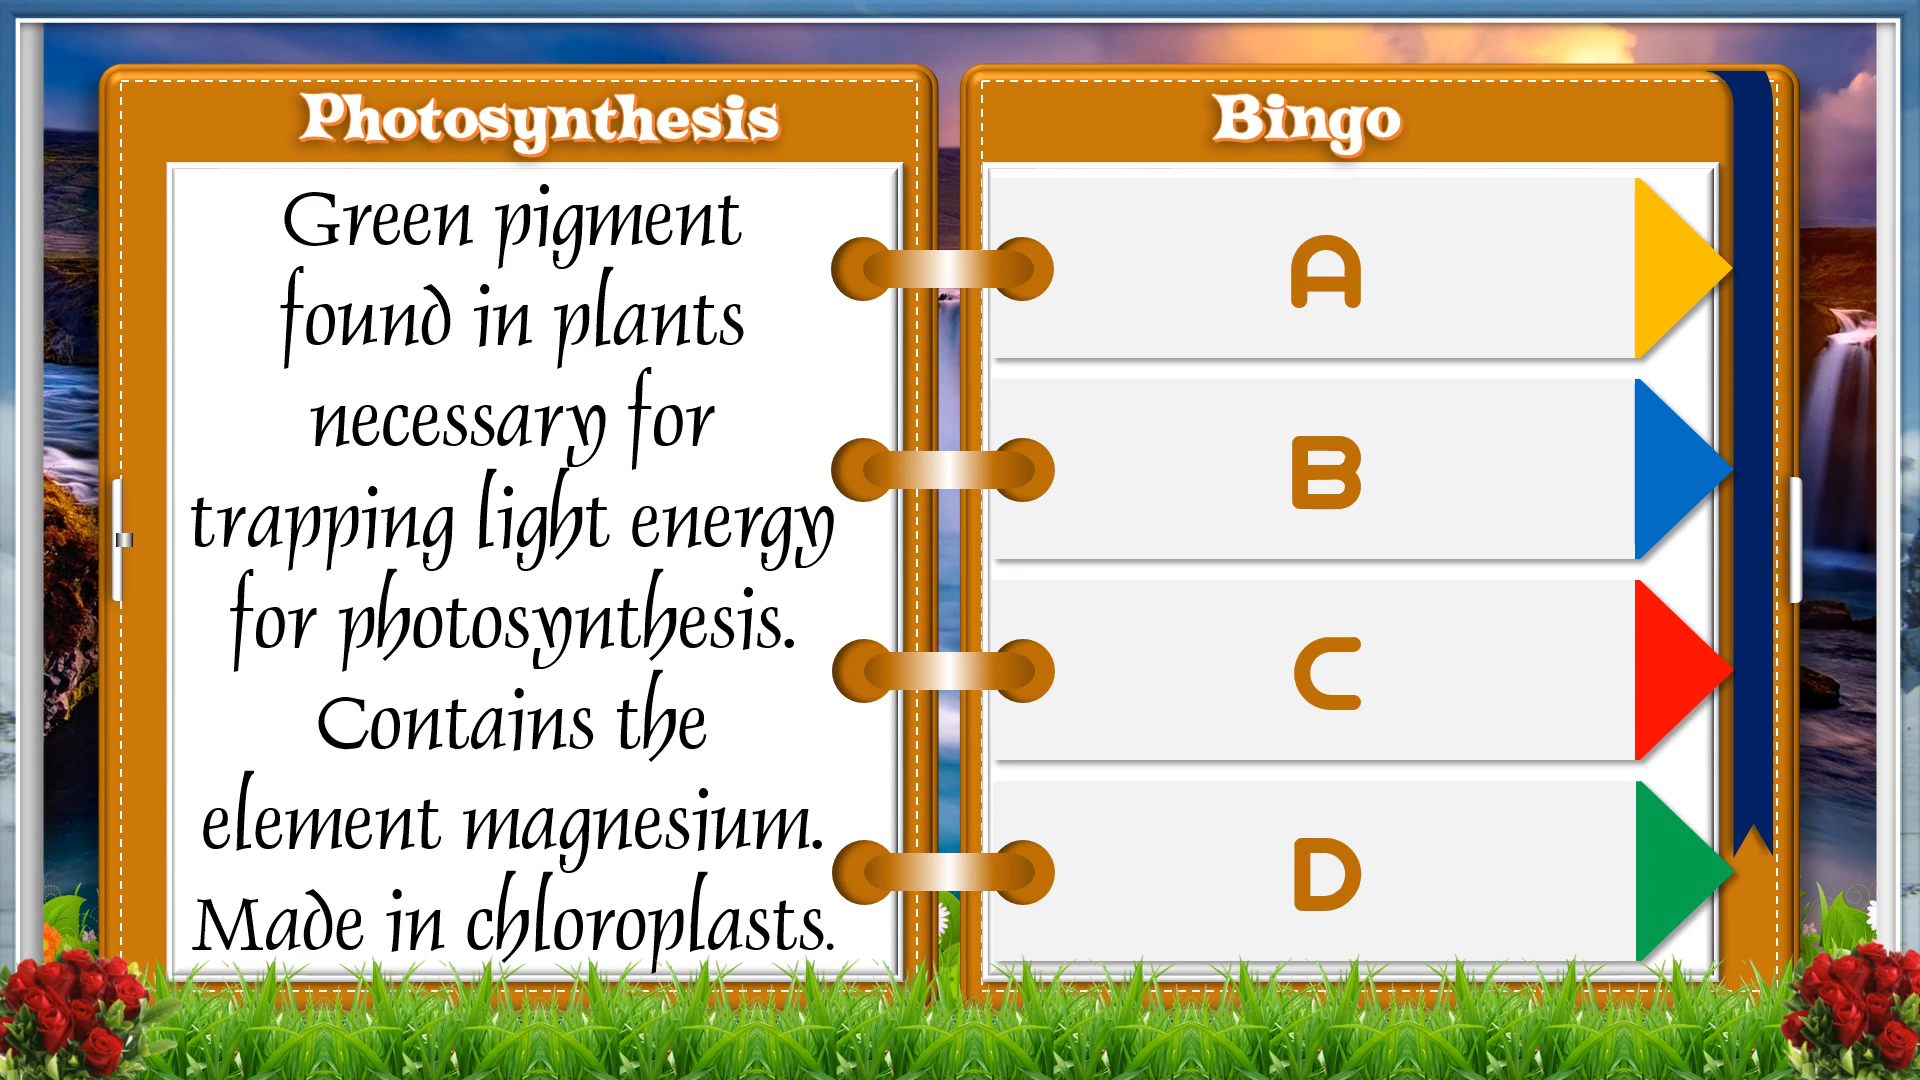 Photosynthesis
Green pigment
found in plants
necessary for
trapping light energy
for photosynthesis.
Contains the
element magnesium.
Made in chloroplasts.
Bingo
A
B
C
D